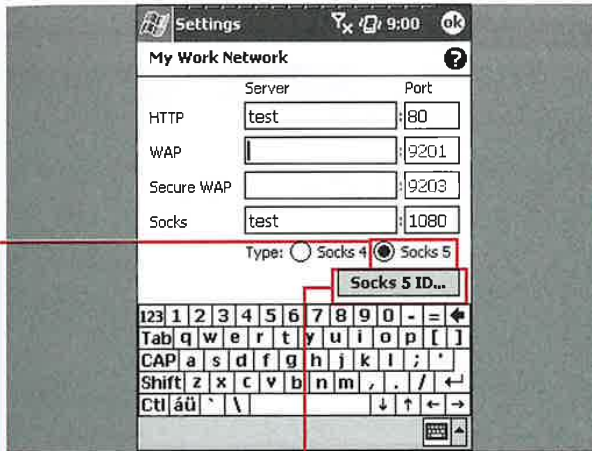 Settings 9:00 ok
My Work Network ?
Server Port
HTTP test : 80
WAP : 9201
Secure WAP : 9203
Socks test : 1080
Type: Socks 4 Socks 5
Socks 5 ID...
123 1 2 3 4 5 6 7 8 9 0 - =
Tab q w e r t y u i o p [ ]
CAP a s d f g h j k l ; '
Shift z x c v b n m , . /
Ctl áü ` \